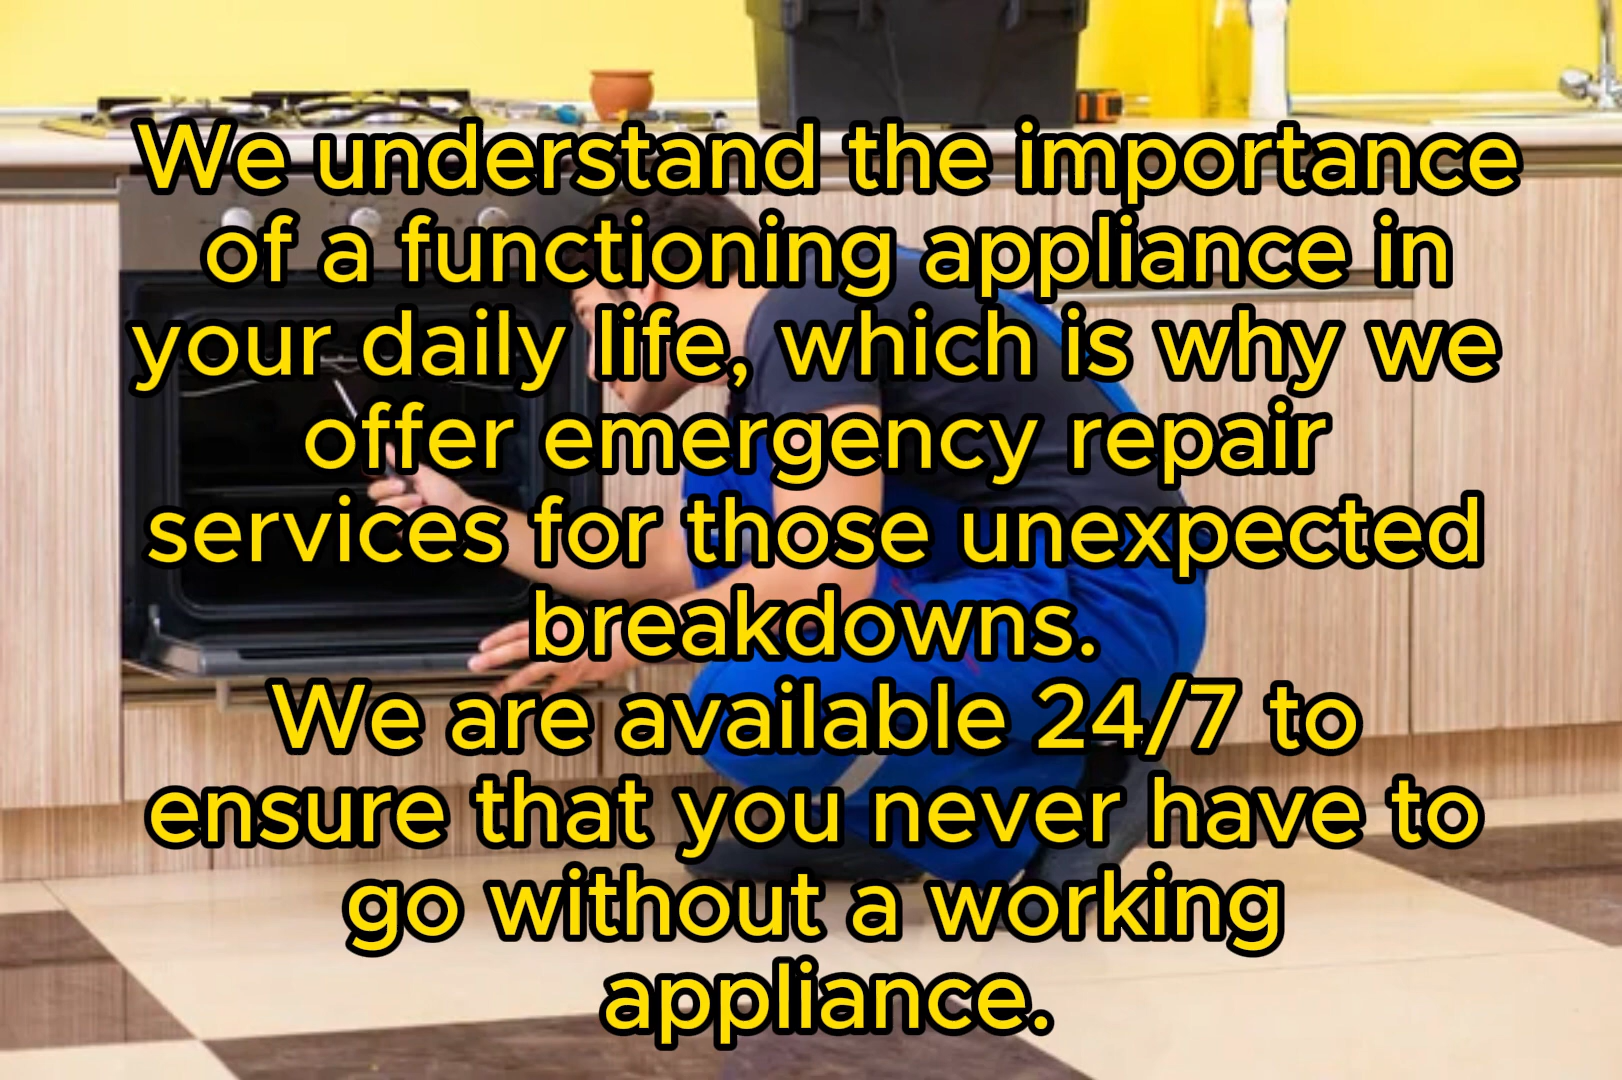 We understand the importance
of a functioning appliance in
your daily life, which is why we
offer emergency repair
services for those unexpected
breakdowns.
We are available 24/7 to
ensure that you never have to
go without a working
appliance.